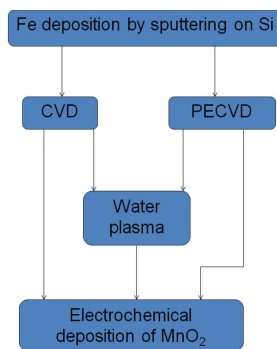 Fe deposition by sputtering on Si
CVD
PECVD
Water
plasma
Electrochemical
deposition of MnO₂